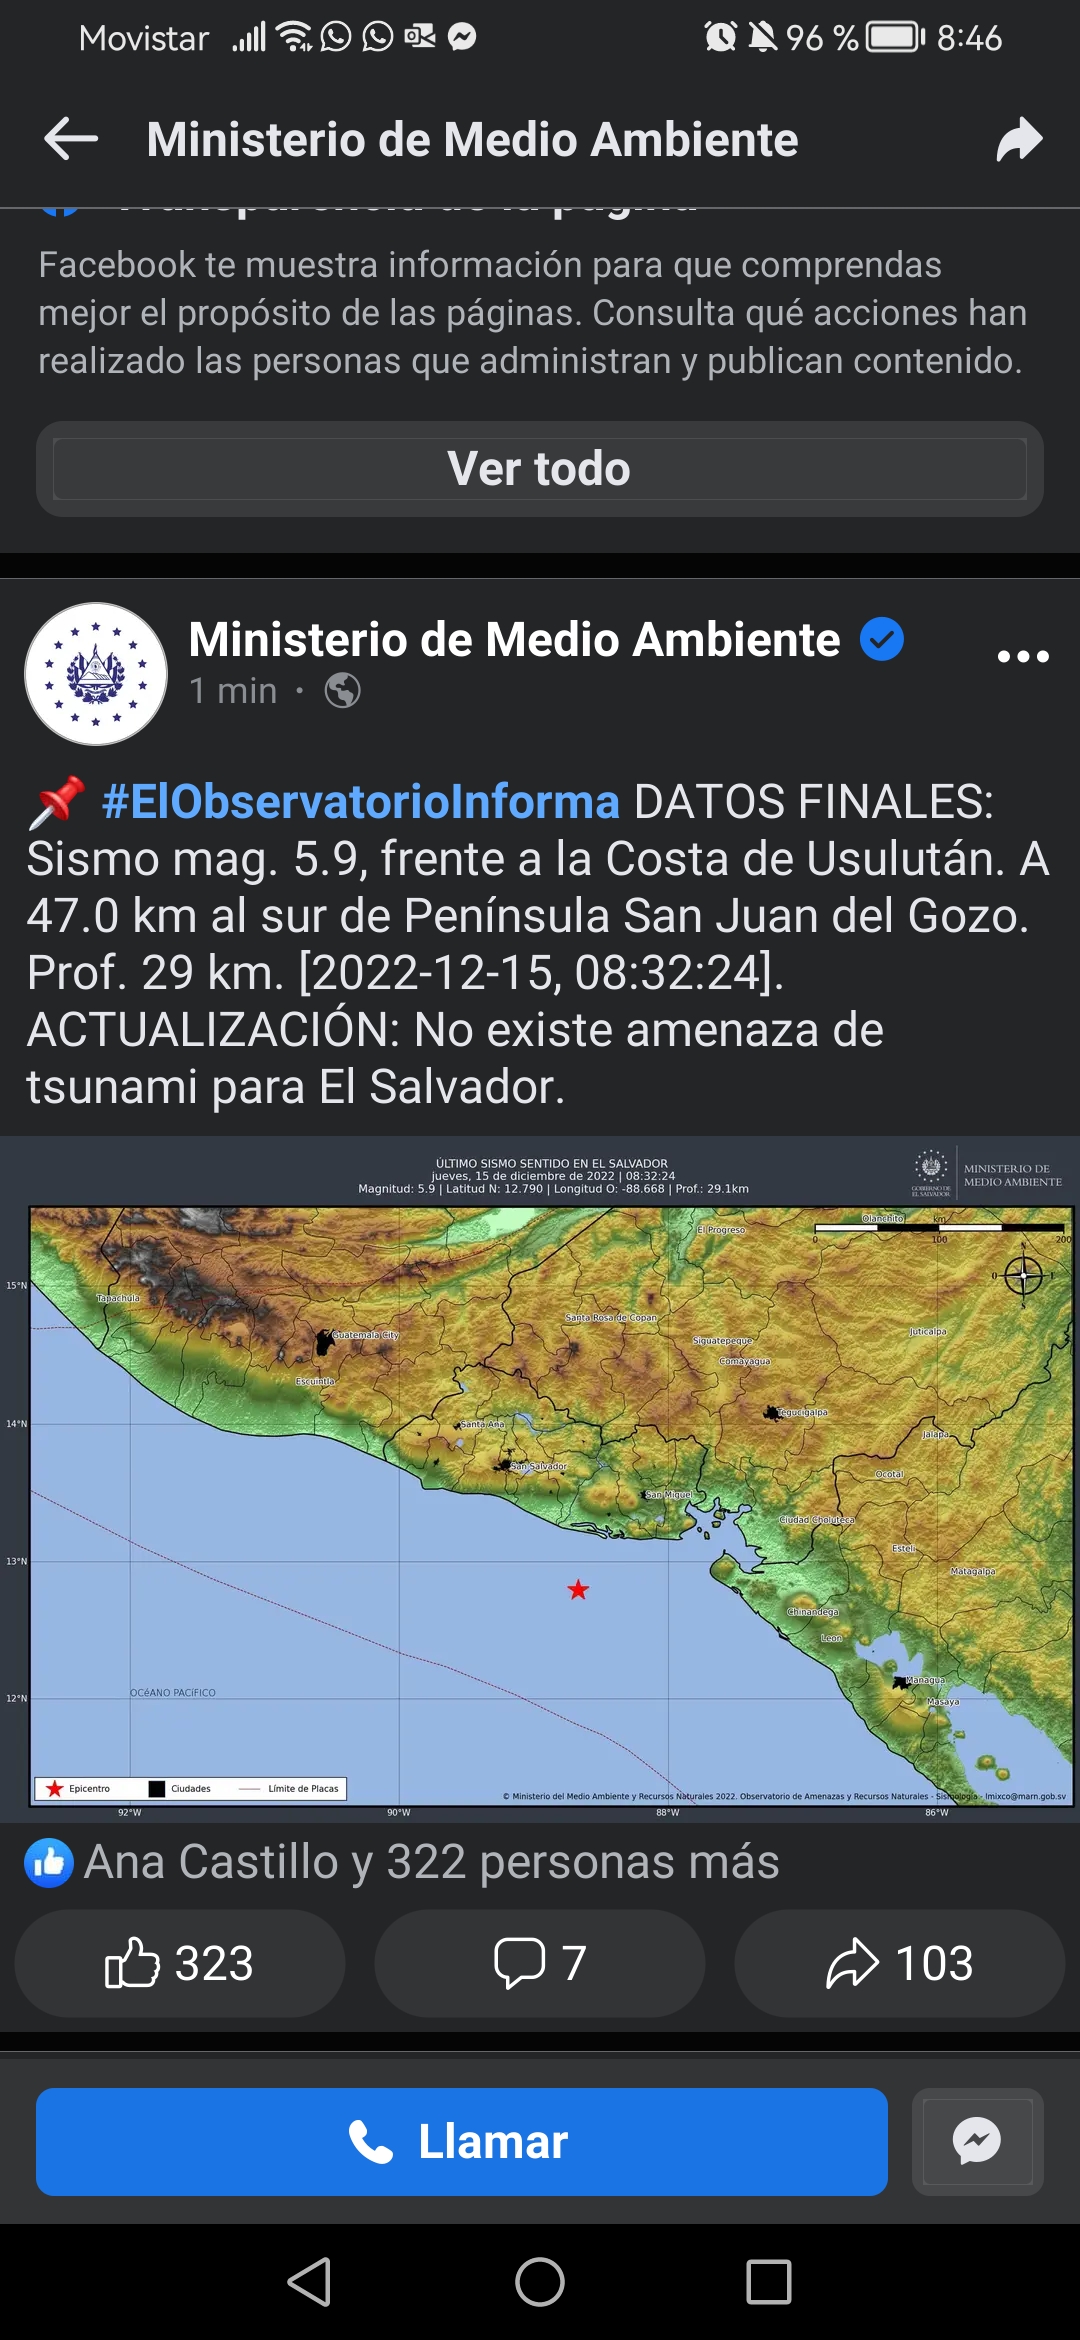 Movistar 96 % 8:46
Ministerio de Medio Ambiente
Transparencia de la página
Facebook te muestra información para que comprendas
mejor el propósito de las páginas. Consulta qué acciones han
realizado las personas que administran y publican contenido.
Ver todo
Ministerio de Medio Ambiente
1 min ·
#ElObservatorioInforma DATOS FINALES:
Sismo mag. 5.9, frente a la Costa de Usulután. A
47.0 km al sur de Península San Juan del Gozo.
Prof. 29 km. [2022-12-15, 08:32:24].
ACTUALIZACIÓN: No existe amenaza de
tsunami para El Salvador.
ÚLTIMO SISMO SENTIDO EN EL SALVADOR
jueves, 15 de diciembre de 2022 | 08:32:24
Magnitud: 5.9 | Latitud N: 12.790 | Longitud O: -88.668 | Prof.: 29.1km
GOBIERNO DE
EL SALVADOR
MINISTERIO DE
MEDIO AMBIENTE
Olanchito
km
0 100 200
El Progreso
N
O E
S
15°N
Tapachula
Santa Rosa de Copan
Guatemala City
Siguatepeque
Juticalpa
Comayagua
Escuintla
Tegucigalpa
14°N
Santa Ana
Jalapa
San Salvador
Ocotal
San Miguel
Ciudad Choluteca
Esteli
13°N
Matagalpa
Chinandega
Leon
Managua
OCéANO PACíFICO
12°N
Masaya
Epicentro
Ciudades
Límite de Placas
© Ministerio del Medio Ambiente y Recursos Naturales 2022. Observatorio de Amenazas y Recursos Naturales - Sismología - lmixco@marn.gob.sv
92°W 90°W 88°W 86°W
Ana Castillo y 322 personas más
323 7 103
Llamar